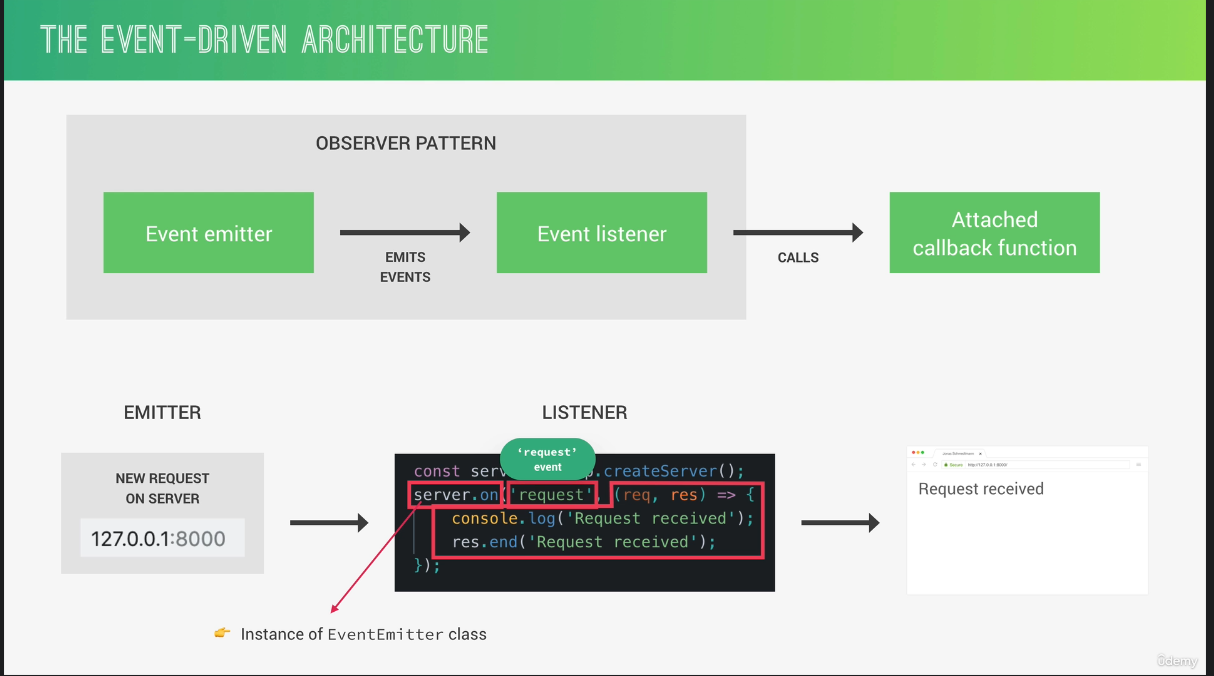 THE EVENT-DRIVEN ARCHITECTURE
OBSERVER PATTERN
Event emitter
EMITS
EVENTS
Event listener
CALLS
Attached
callback function
EMITTER
LISTENER
NEW REQUEST
ON SERVER
127.0.0.1:8000
‘request’
event
const serv p.createServer();
server.on('request', (req, res) => {
console.log('Request received');
res.end('Request received');
});
Secure
http://127.0.0.1:8000/
Request received
👉 Instance of EventEmitter class
ûdemy